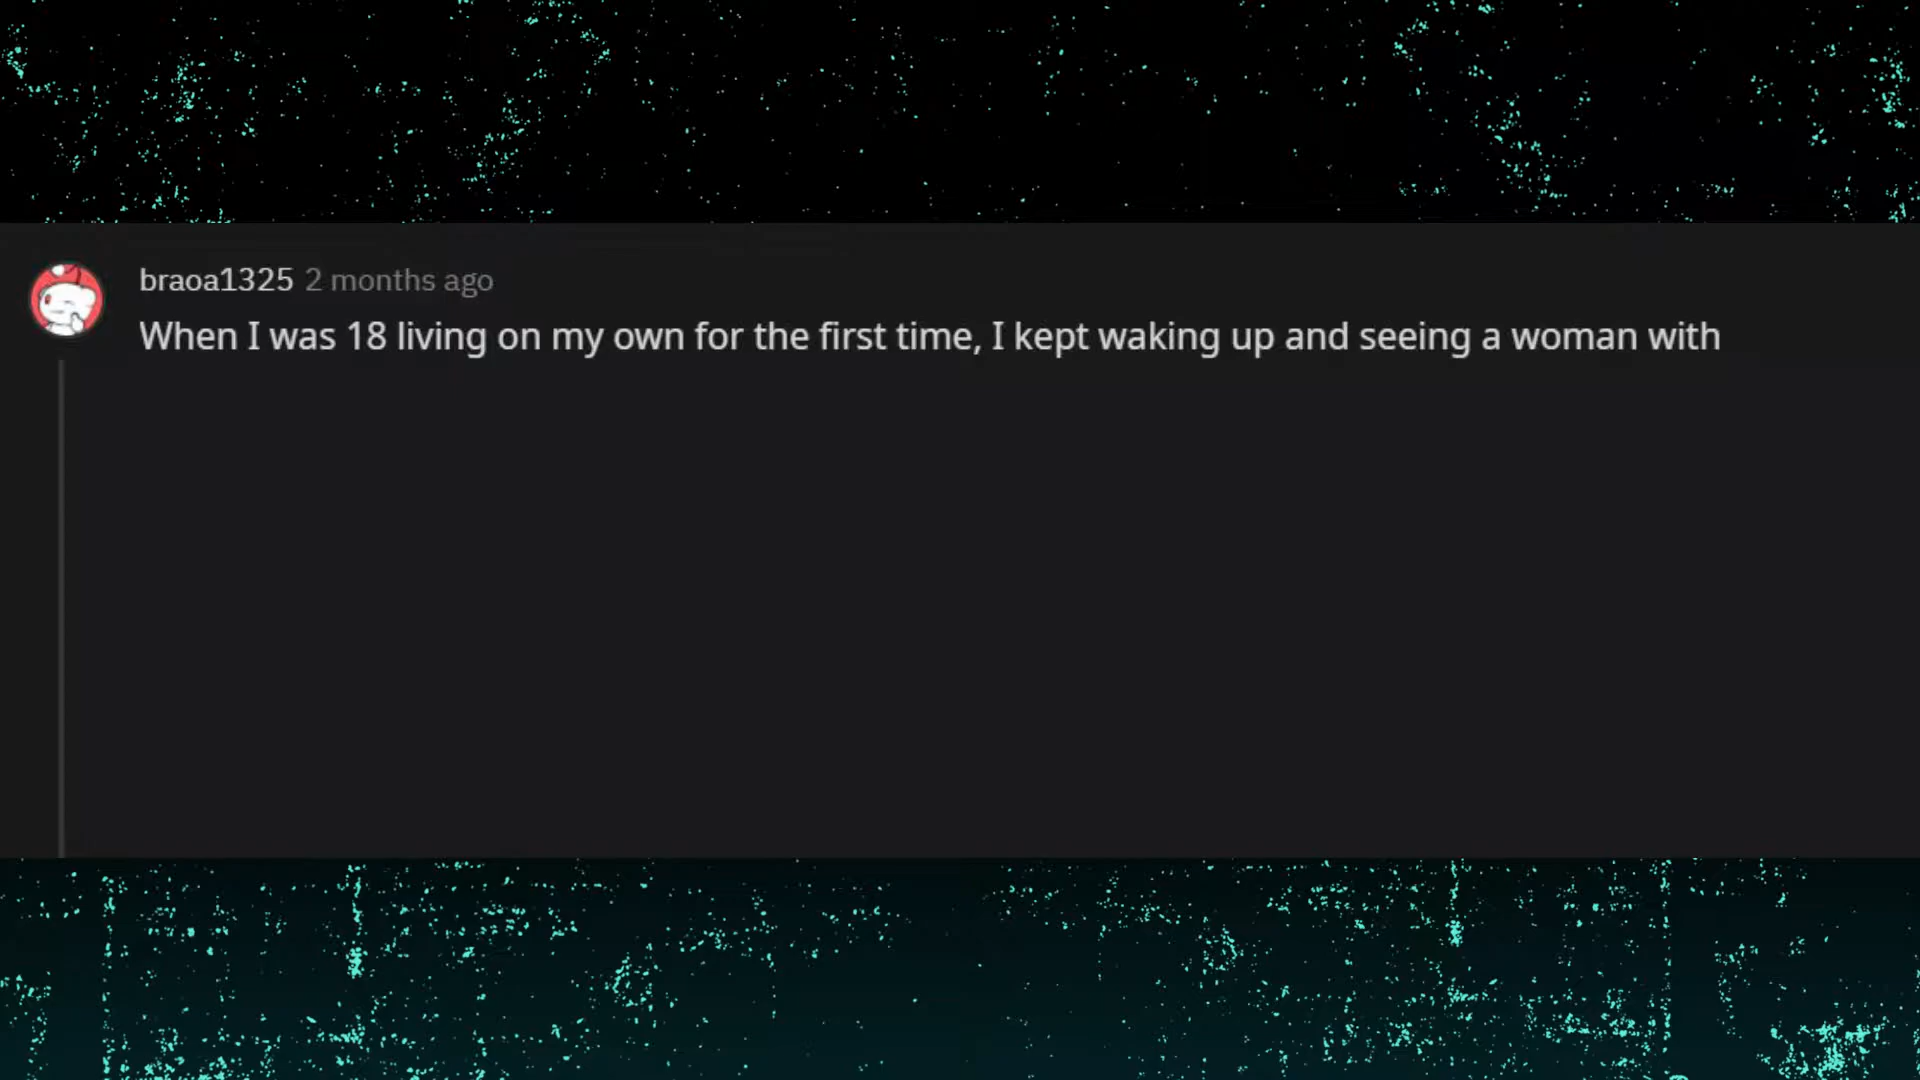 braoa1325 2 months ago
When I was 18 living on my own for the first time, I kept waking up and seeing a woman with